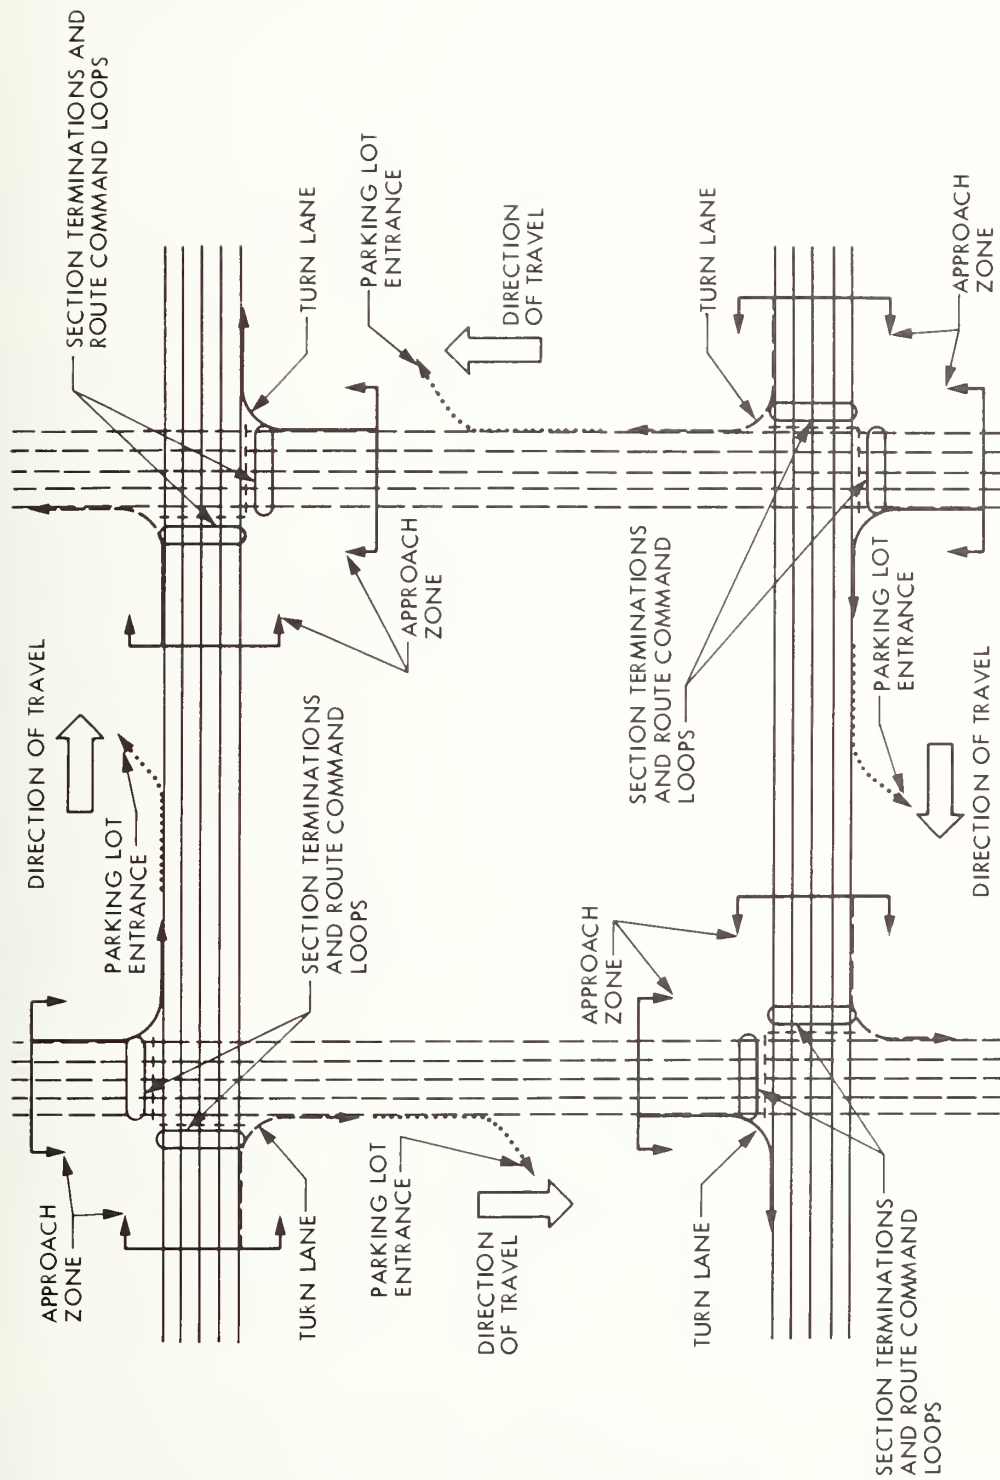 SECTION TERMINATIONS AND
ROUTE COMMAND LOOPS
DIRECTION OF TRAVEL
PARKING LOT
ENTRANCE
TURN LANE
PARKING LOT
ENTRANCE
DIRECTION
OF TRAVEL
APPROACH
ZONE
SECTION TERMINATIONS
AND ROUTE COMMAND
LOOPS
APPROACH
ZONE
TURN LANE
PARKING LOT
ENTRANCE
DIRECTION
OF TRAVEL
APPROACH
ZONE
SECTION TERMINATIONS
AND ROUTE COMMAND
LOOPS
TURN LANE
APPROACH
ZONE
PARKING LOT
ENTRANCE
DIRECTION OF TRAVEL
TURN LANE
SECTION TERMINATIONS
AND ROUTE COMMAND
LOOPS